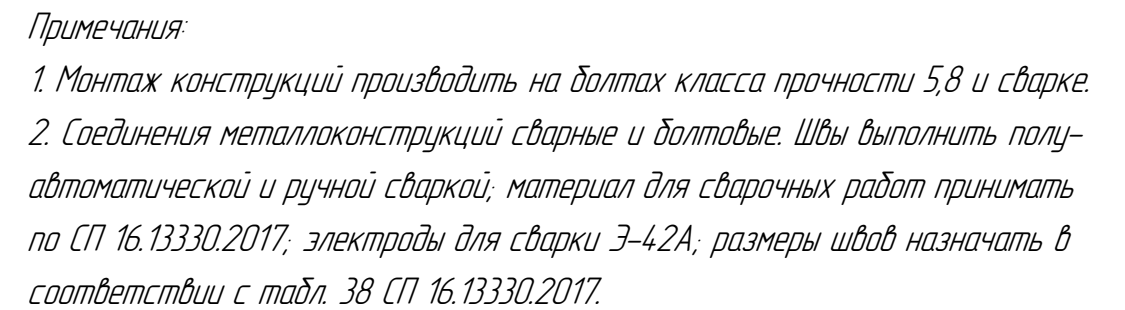 Примечания:
1. Монтаж конструкций производить на болтах класса прочности 5,8 и сварке.
2. Соединения металлоконструкций сварные и болтовые. Швы выполнить полу-
автоматической и ручной сваркой; материал для сварочных работ принимать
по СП 16.13330.2017; электроды для сварки Э-42А; размеры швов назначать в
соответствии с табл. 38 СП 16.13330.2017.